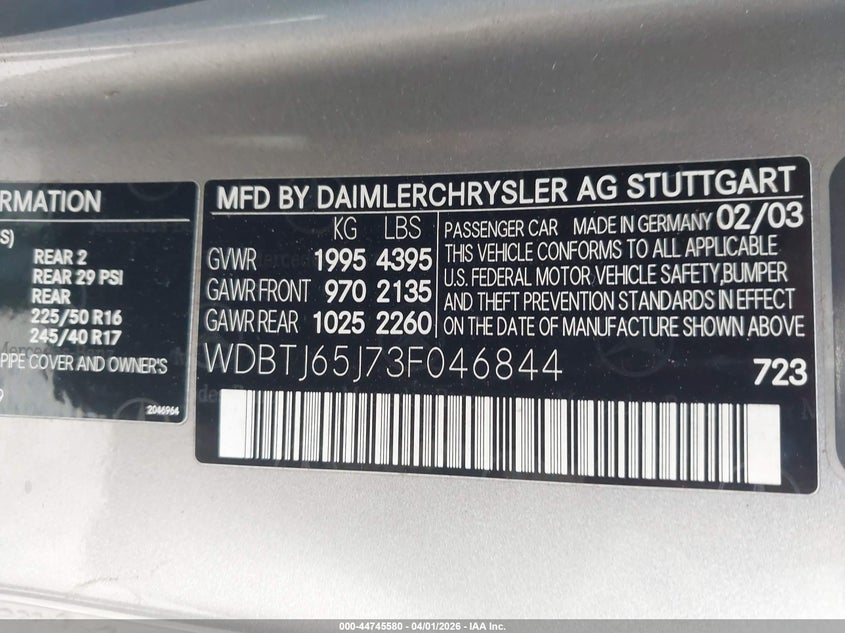 RMATION
S)
REAR 2
REAR 29 PSI
REAR
225/50 R16
245/40 R17
PIPE COVER AND OWNER'S
2046964
MFD BY DAIMLERCHRYSLER AG STUTTGART
KG LBS
GVWR 1995 4395
GAWR FRONT 970 2135
GAWR REAR 1025 2260
PASSENGER CAR MADE IN GERMANY 02/03
THIS VEHICLE CONFORMS TO ALL APPLICABLE
U.S. FEDERAL MOTOR VEHICLE SAFETY,BUMPER
AND THEFT PREVENTION STANDARDS IN EFFECT
ON THE DATE OF MANUFACTURE SHOWN ABOVE
WDBTJ65J73F046844
723
000-44745580 - 04/01/2026 - IAA Inc.